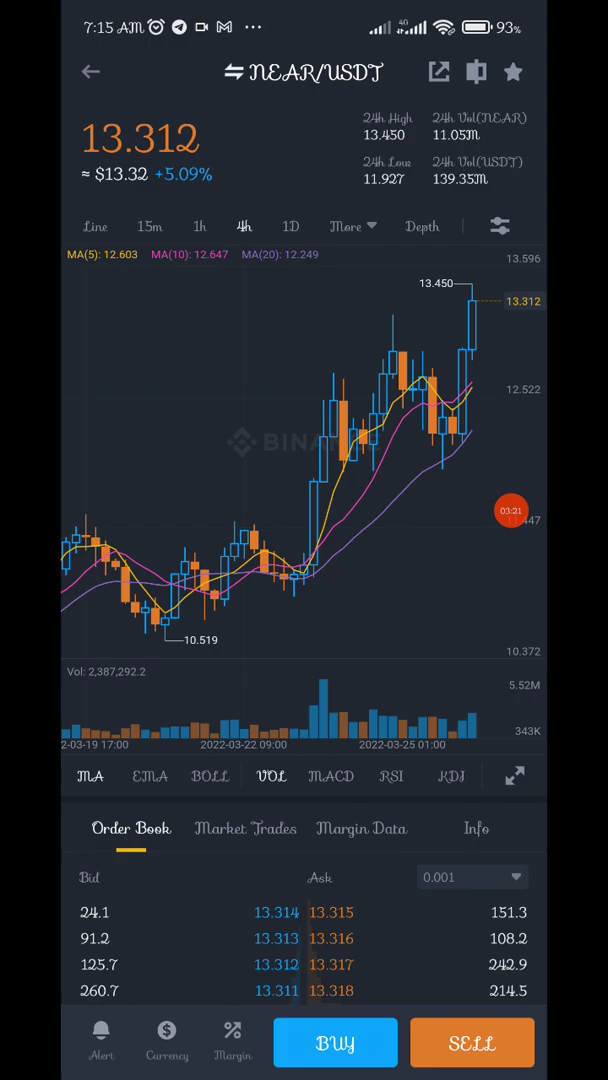 7:15 AM ... 4G 93%
NEAR/USDT
13.312
≈ $13.32 +5.09%
24h High
13.450
24h Vol(NEAR)
11.05M
24h Low
11.927
24h Vol(USDT)
139.35M
Line 15m 1h 4h 1D More Depth
MA(5): 12.603 MA(10): 12.647 MA(20): 12.249
13.596
13.450
13.312
12.522
BINANCE
03:21
11.447
10.519
10.372
Vol: 2,387,292.2
5.52M
343K
2-03-19 17:00 2022-03-22 09:00 2022-03-25 01:00
MA EMA BOLL VOL MACD RSI KDJ
Order Book Market Trades Margin Data Info
Bid Ask 0.001
24.1 13.314 13.315 151.3
91.2 13.313 13.316 108.2
125.7 13.312 13.317 242.9
260.7 13.311 13.318 214.5
Alert Currency Margin BUY SELL